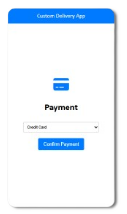 Custom Delivery App
Payment
Credit Card
Confirm Payment